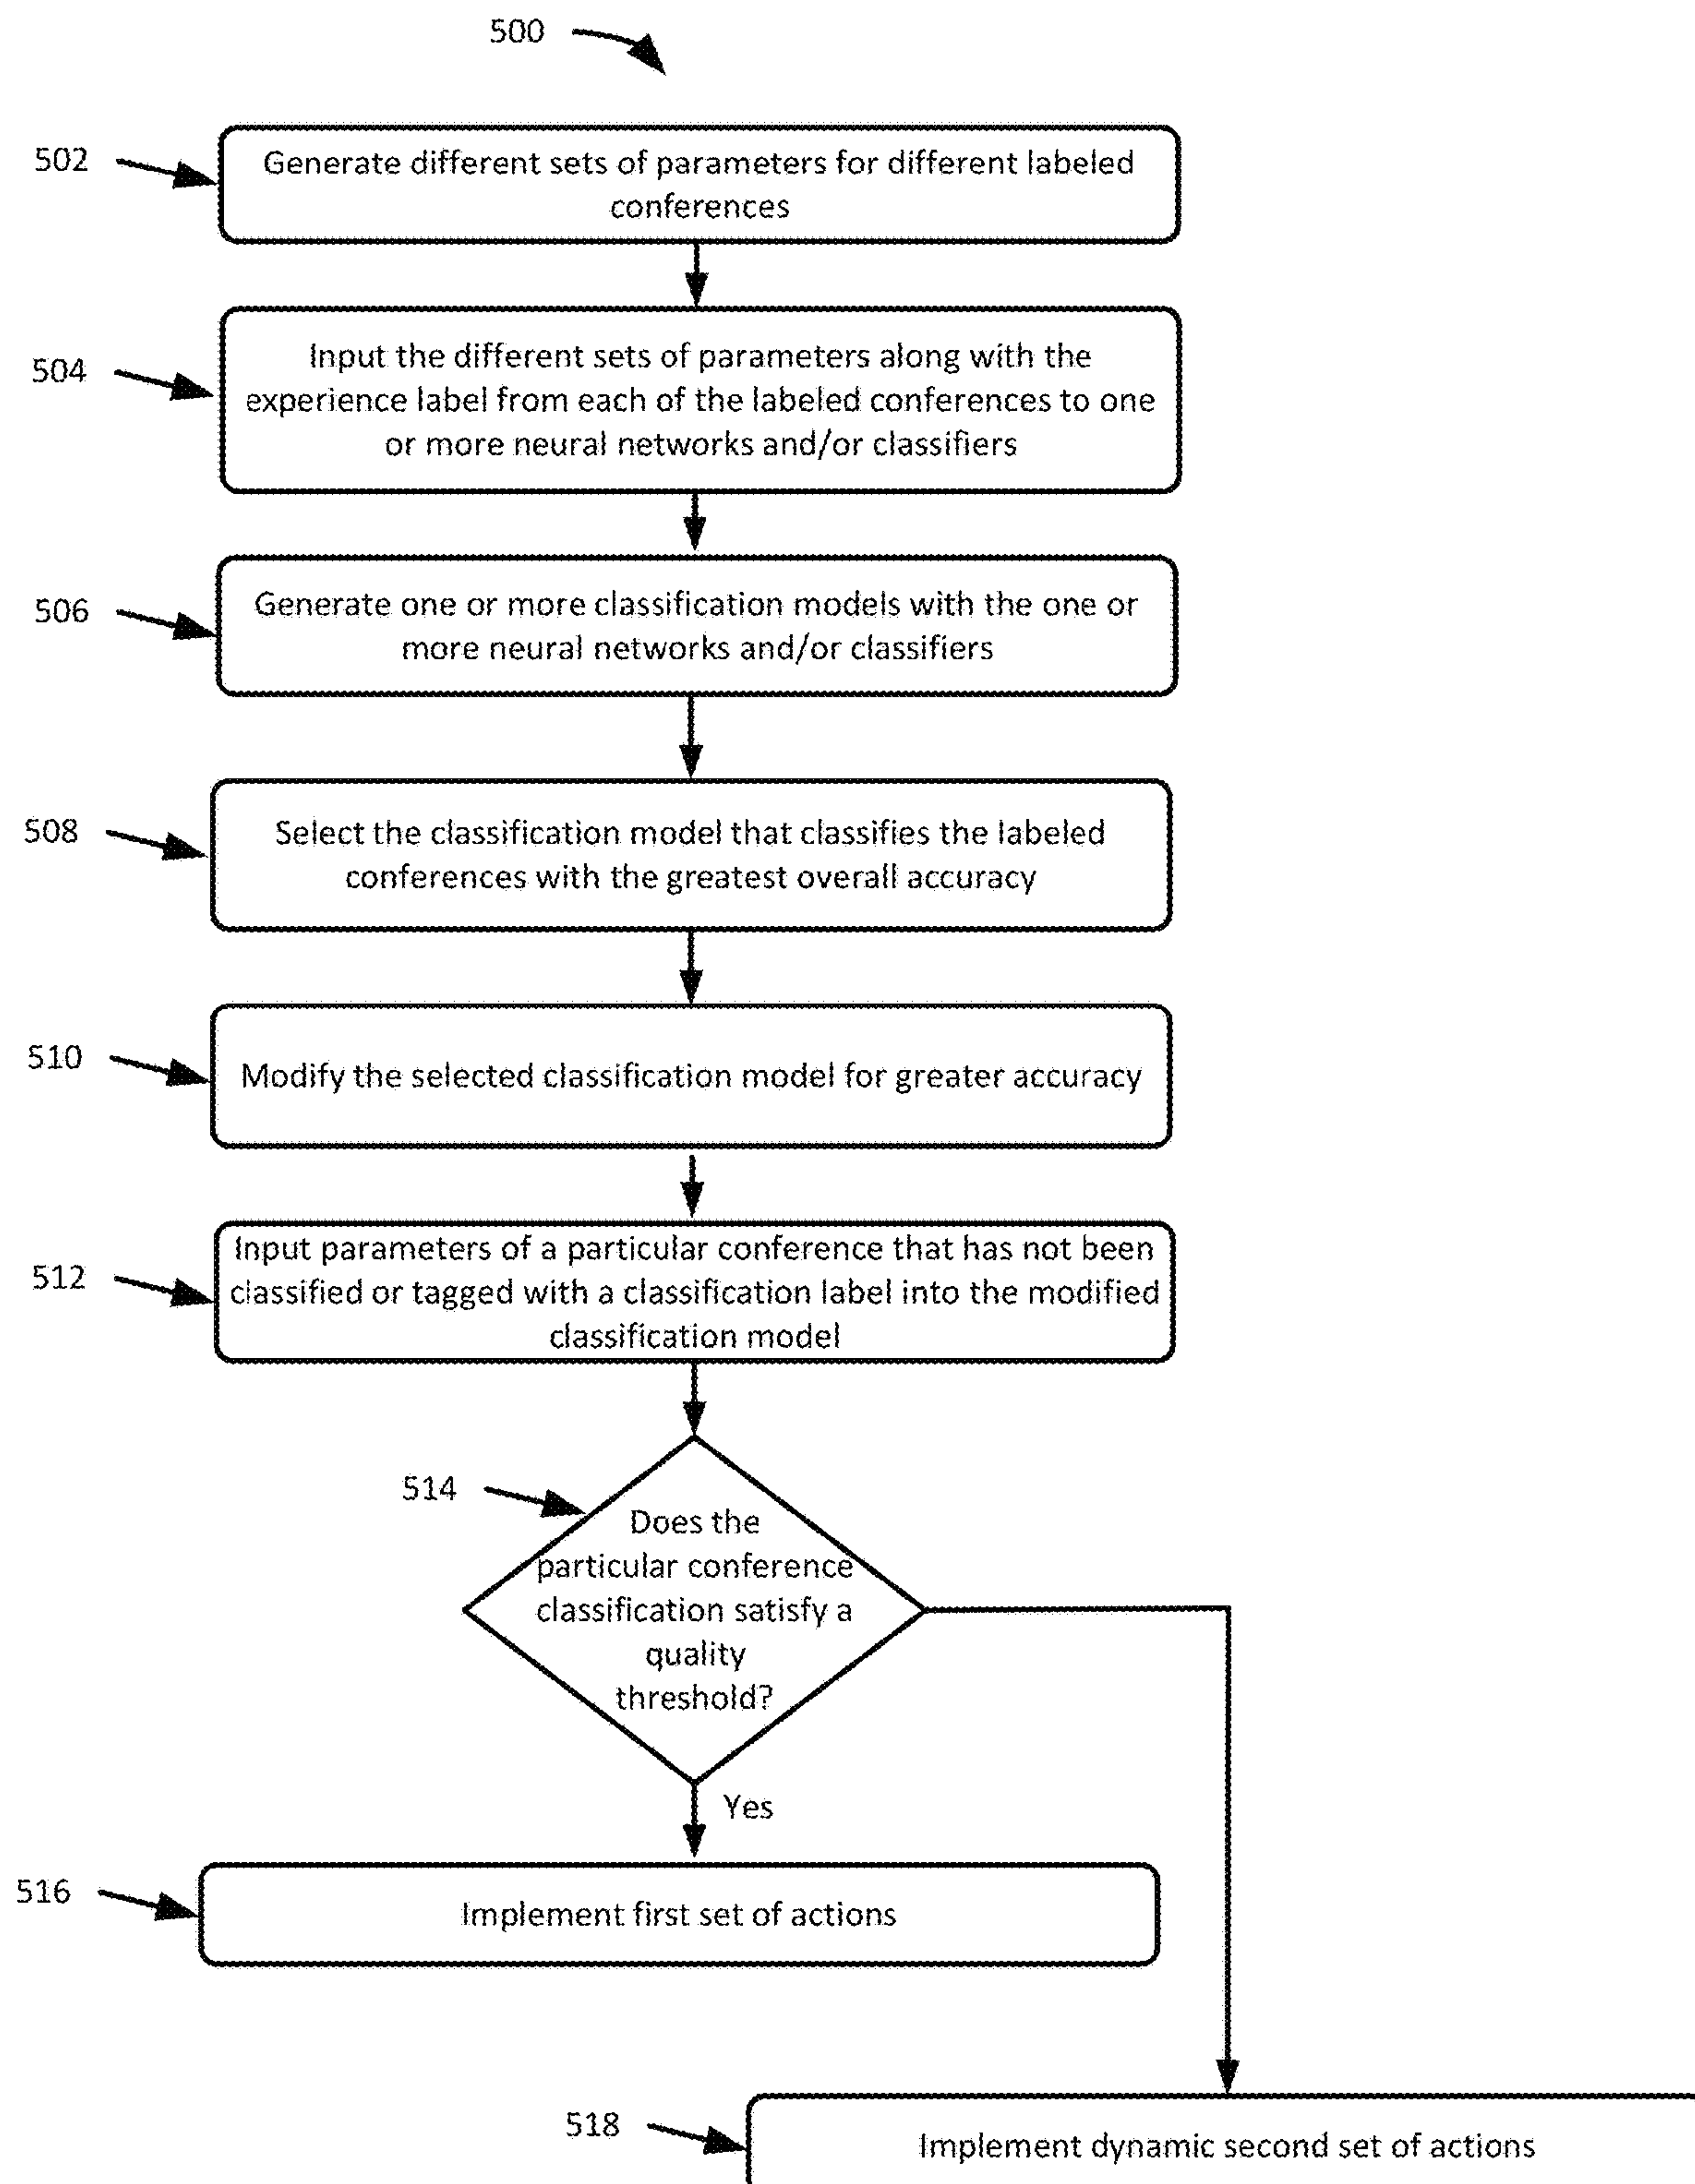 500
502
Generate different sets of parameters for different labeled
conferences
504
Input the different sets of parameters along with the
experience label from each of the labeled conferences to one
or more neural networks and/or classifiers
506
Generate one or more classification models with the one or
more neural networks and/or classifiers
508
Select the classification model that classifies the labeled
conferences with the greatest overall accuracy
510
Modify the selected classification model for greater accuracy
512
Input parameters of a particular conference that has not been
classified or tagged with a classification label into the modified
classification model
514
Does the
particular conference
classification satisfy a
quality
threshold?
Yes
516
Implement first set of actions
518
Implement dynamic second set of actions